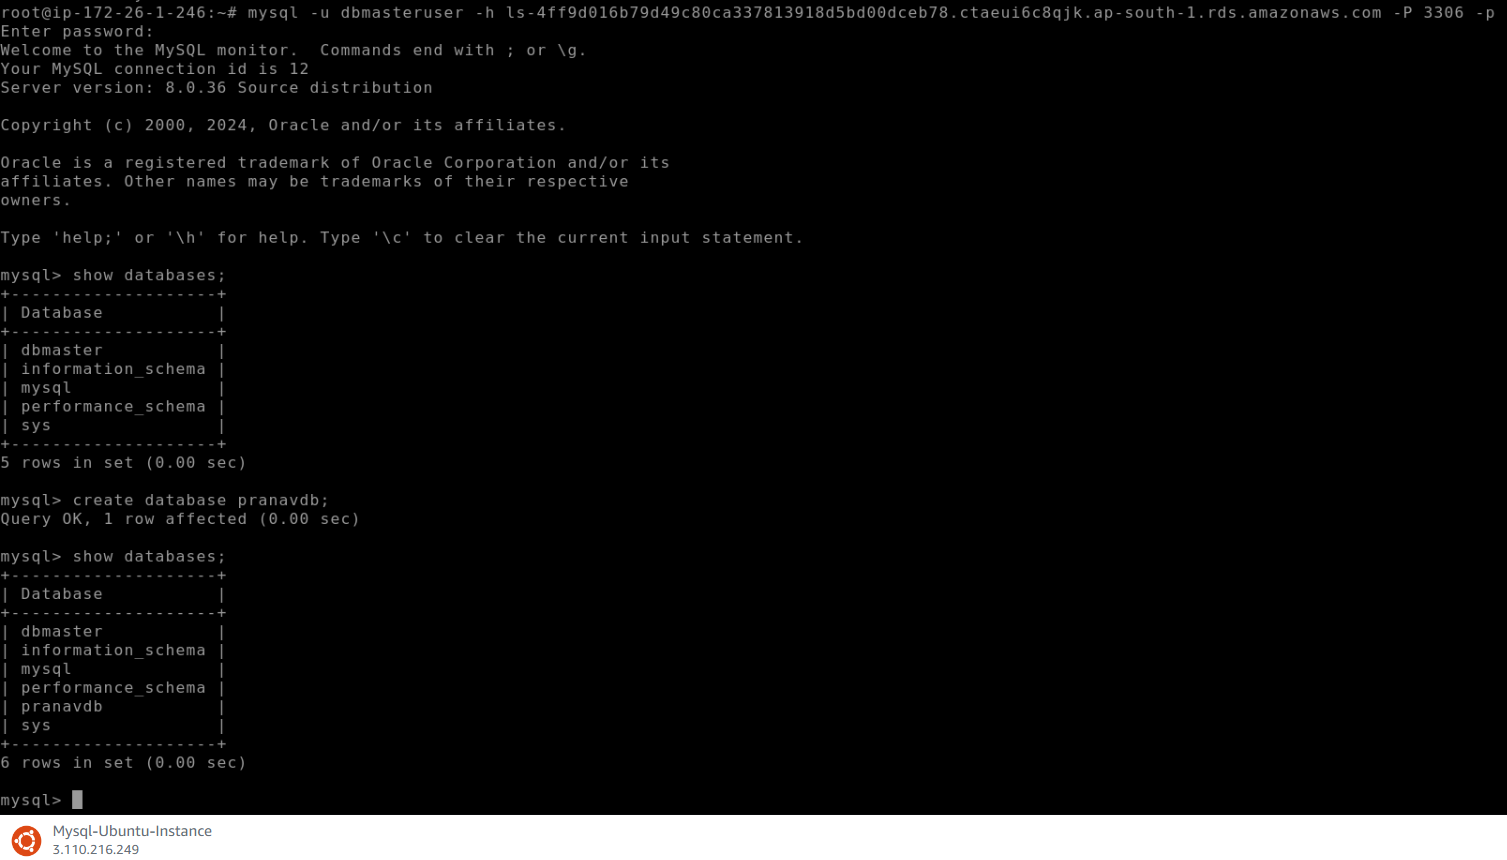 root@ip-172-26-1-246:~# mysql -u dbmasteruser -h ls-4ff9d016b79d49c80ca337813918d5bd00dceb78.ctaeui6c8qjk.ap-south-1.rds.amazonaws.com -P 3306 -p
Enter password:
Welcome to the MySQL monitor.  Commands end with ; or \g.
Your MySQL connection id is 12
Server version: 8.0.36 Source distribution

Copyright (c) 2000, 2024, Oracle and/or its affiliates.

Oracle is a registered trademark of Oracle Corporation and/or its
affiliates. Other names may be trademarks of their respective
owners.

Type 'help;' or '\h' for help. Type '\c' to clear the current input statement.

mysql> show databases;
+--------------------+
| Database           |
+--------------------+
| dbmaster           |
| information_schema |
| mysql              |
| performance_schema |
| sys                |
+--------------------+
5 rows in set (0.00 sec)

mysql> create database pranavdb;
Query OK, 1 row affected (0.00 sec)

mysql> show databases;
+--------------------+
| Database           |
+--------------------+
| dbmaster           |
| information_schema |
| mysql              |
| performance_schema |
| pranavdb           |
| sys                |
+--------------------+
6 rows in set (0.00 sec)

mysql>
Mysql-Ubuntu-Instance
3.110.216.249